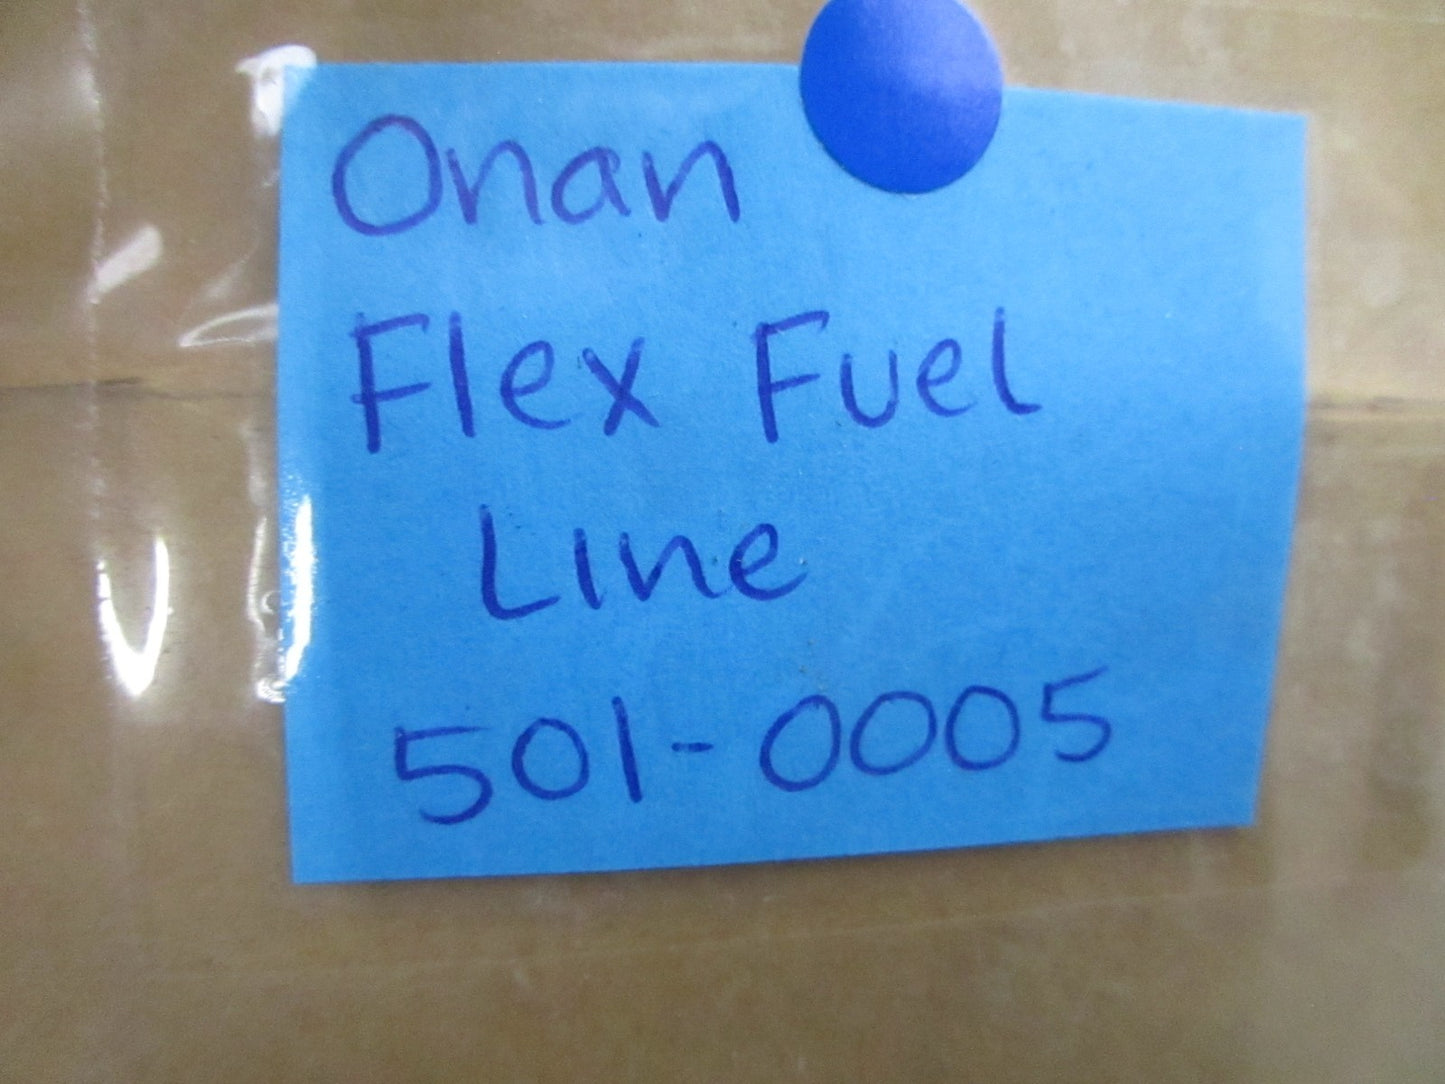 Onan
Flex Fuel
Line
501-0005